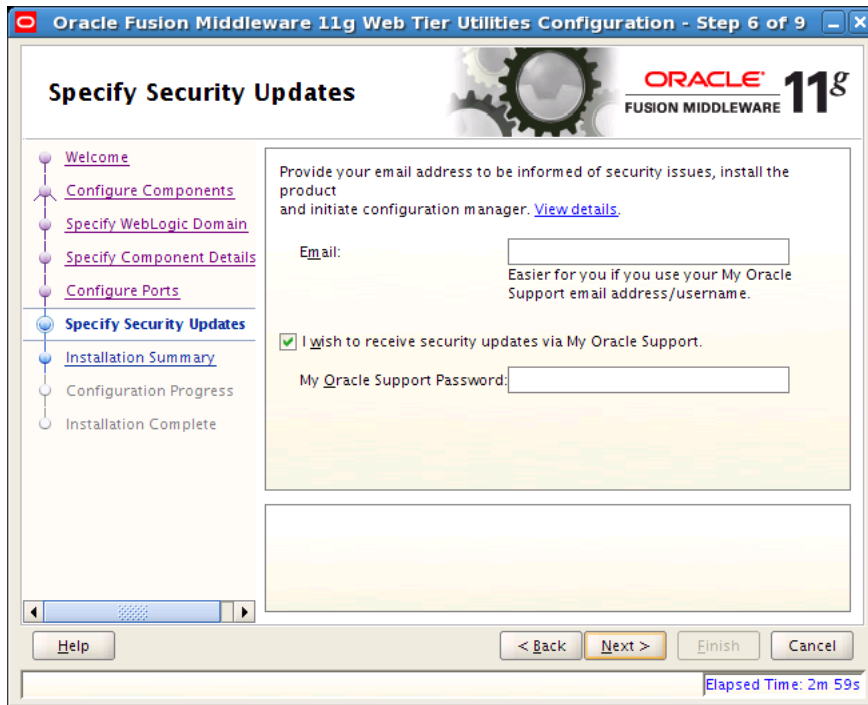 Oracle Fusion Middleware 11g Web Tier Utilities Configuration - Step 6 of 9
Specify Security Updates
ORACLE
FUSION MIDDLEWARE 11g
Welcome
Configure Components
Specify WebLogic Domain
Specify Component Details
Configure Ports
Specify Security Updates
Installation Summary
Configuration Progress
Installation Complete
Provide your email address to be informed of security issues, install the
product
and initiate configuration manager. View details.
Email:
Easier for you if you use your My Oracle
Support email address/username.
I wish to receive security updates via My Oracle Support.
My Oracle Support Password:
Help
< Back
Next >
Finish
Cancel
Elapsed Time: 2m 59s